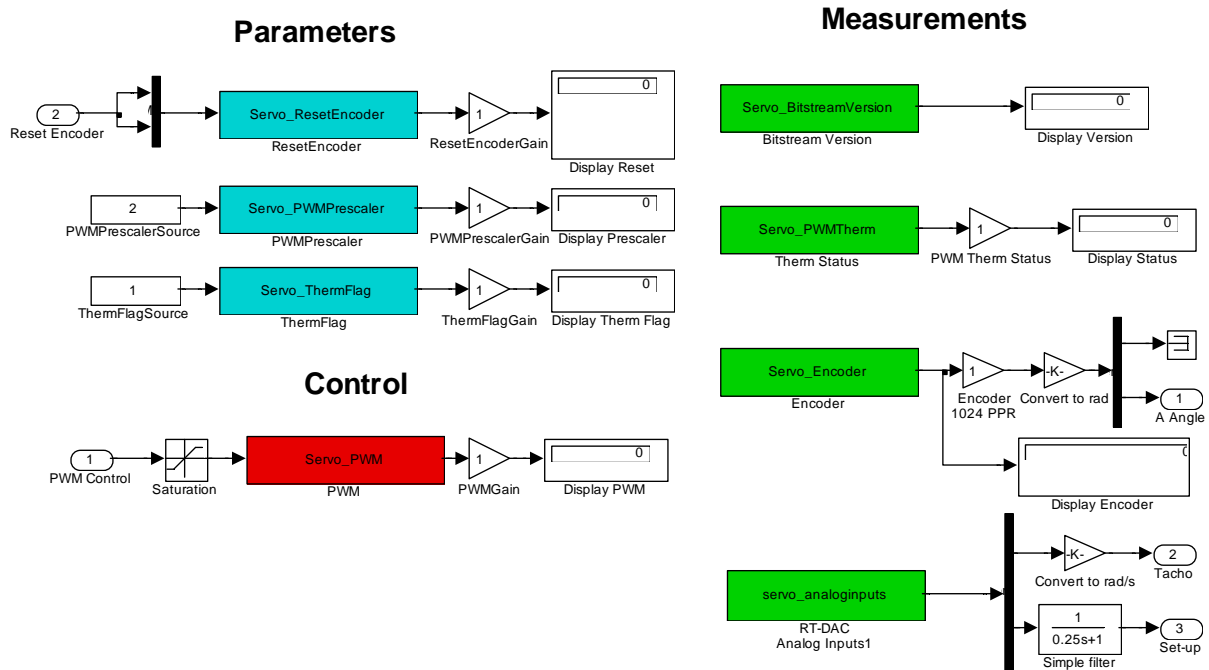 Parameters
2
Reset Encoder
Servo_ResetEncoder
ResetEncoder
1
ResetEncoderGain
0
Display Reset
2
PWMPrescalerSource
Servo_PWMPrescaler
PWMPrescaler
1
PWMPrescalerGain
0
Display Prescaler
1
ThermFlagSource
Servo_ThermFlag
ThermFlag
1
ThermFlagGain
0
Display Therm Flag
Control
1
PWM Control
Saturation
Servo_PWM
PWM
1
PWMGain
0
Display PWM
Measurements
Servo_BitstreamVersion
Bitstream Version
0
Display Version
Servo_PWMTherm
Therm Status
1
PWM Therm Status
0
Display Status
Servo_Encoder
Encoder
1
Encoder
1024 PPR
-K-
Convert to rad
1
A Angle
Display Encoder
servo_analoginputs
RT-DAC
Analog Inputs1
-K-
Convert to rad/s
2
Tacho
1
0.25s+1
Simple filter
3
Set-up